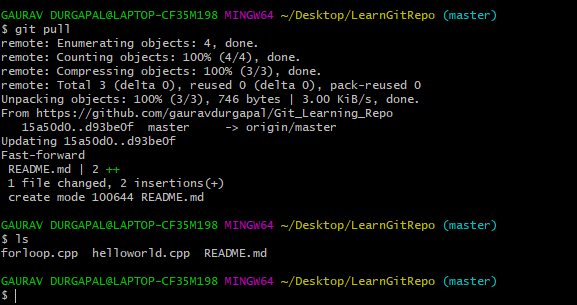 GAURAV DURGAPAL@LAPTOP-CF35M198 MINGW64 ~/Desktop/LearnGitRepo (master)
$ git pull
remote: Enumerating objects: 4, done.
remote: Counting objects: 100% (4/4), done.
remote: Compressing objects: 100% (3/3), done.
remote: Total 3 (delta 0), reused 0 (delta 0), pack-reused 0
Unpacking objects: 100% (3/3), 746 bytes | 3.00 KiB/s, done.
From https://github.com/gauravdurgapal/Git_Learning_Repo
   15a50d0..d93be0f  master     -> origin/master
Updating 15a50d0..d93be0f
Fast-forward
 README.md | 2 ++
 1 file changed, 2 insertions(+)
 create mode 100644 README.md
GAURAV DURGAPAL@LAPTOP-CF35M198 MINGW64 ~/Desktop/LearnGitRepo (master)
$ ls
forloop.cpp  helloworld.cpp  README.md
GAURAV DURGAPAL@LAPTOP-CF35M198 MINGW64 ~/Desktop/LearnGitRepo (master)
$